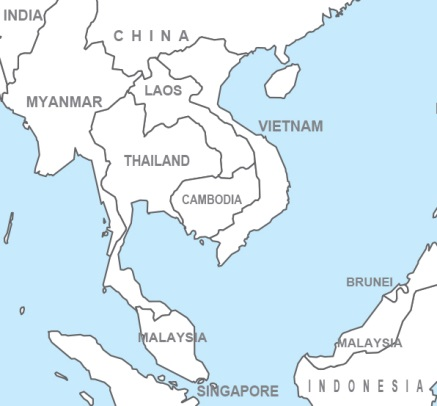 INDIA
CHINA
LAOS
MYANMAR
VIETNAM
THAILAND
CAMBODIA
BRUNEI
MALAYSIA
MALAYSIA
SINGAPORE
INDONESIA